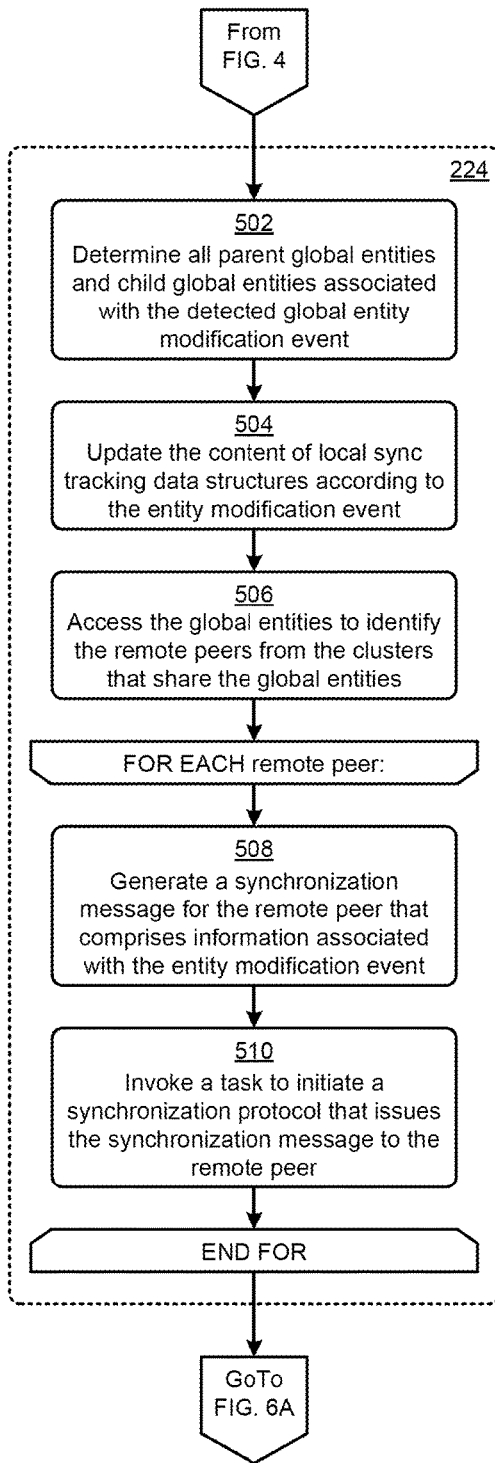 From
FIG. 4
224
502
Determine all parent global entities
and child global entities associated
with the detected global entity
modification event
504
Update the content of local sync
tracking data structures according to
the entity modification event
506
Access the global entities to identify
the remote peers from the clusters
that share the global entities
FOR EACH remote peer:
508
Generate a synchronization
message for the remote peer that
comprises information associated
with the entity modification event
510
Invoke a task to initiate a
synchronization protocol that issues
the synchronization message to the
remote peer
END FOR
GoTo
FIG. 6A